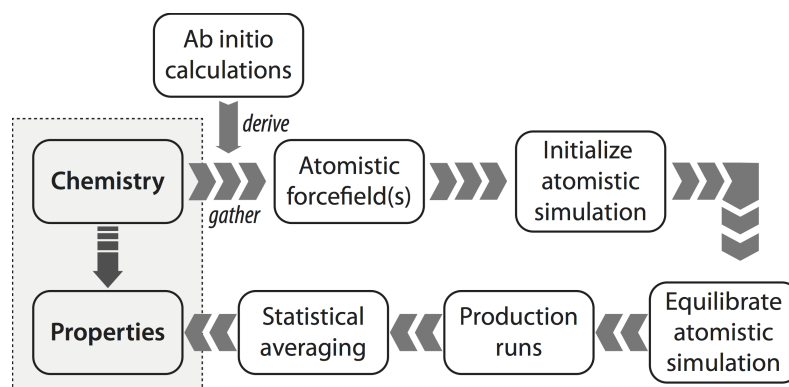 Ab initio
calculations
derive
Chemistry
gather
Atomistic
forcefield(s)
Initialize
atomistic
simulation
Properties
Statistical
averaging
Production
runs
Equilibrate
atomistic
simulation